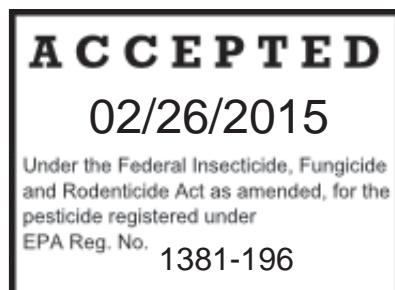 ACCEPTED
02/26/2015
Under the Federal Insecticide, Fungicide
and Rodenticide Act as amended, for the
pesticide registered under
EPA Reg. No. 1381-196